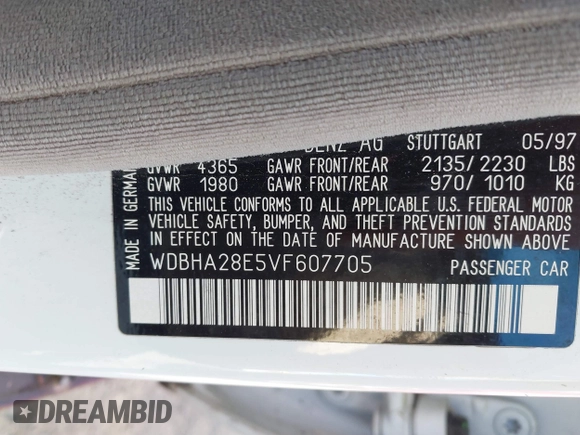 BENZ AG STUTTGART 05/97
GVWR 4365 GAWR FRONT/REAR 2135/2230 LBS
GVWR 1980 GAWR FRONT/REAR 970/1010 KG
THIS VEHICLE CONFORMS TO ALL APPLICABLE U.S. FEDERAL MOTOR
VEHICLE SAFETY, BUMPER, AND THEFT PREVENTION STANDARDS
IN EFFECT ON THE DATE OF MANUFACTURE SHOWN ABOVE
WDBHA28E5VF607705 PASSENGER CAR
MADE IN GERMANY
DREAMBID